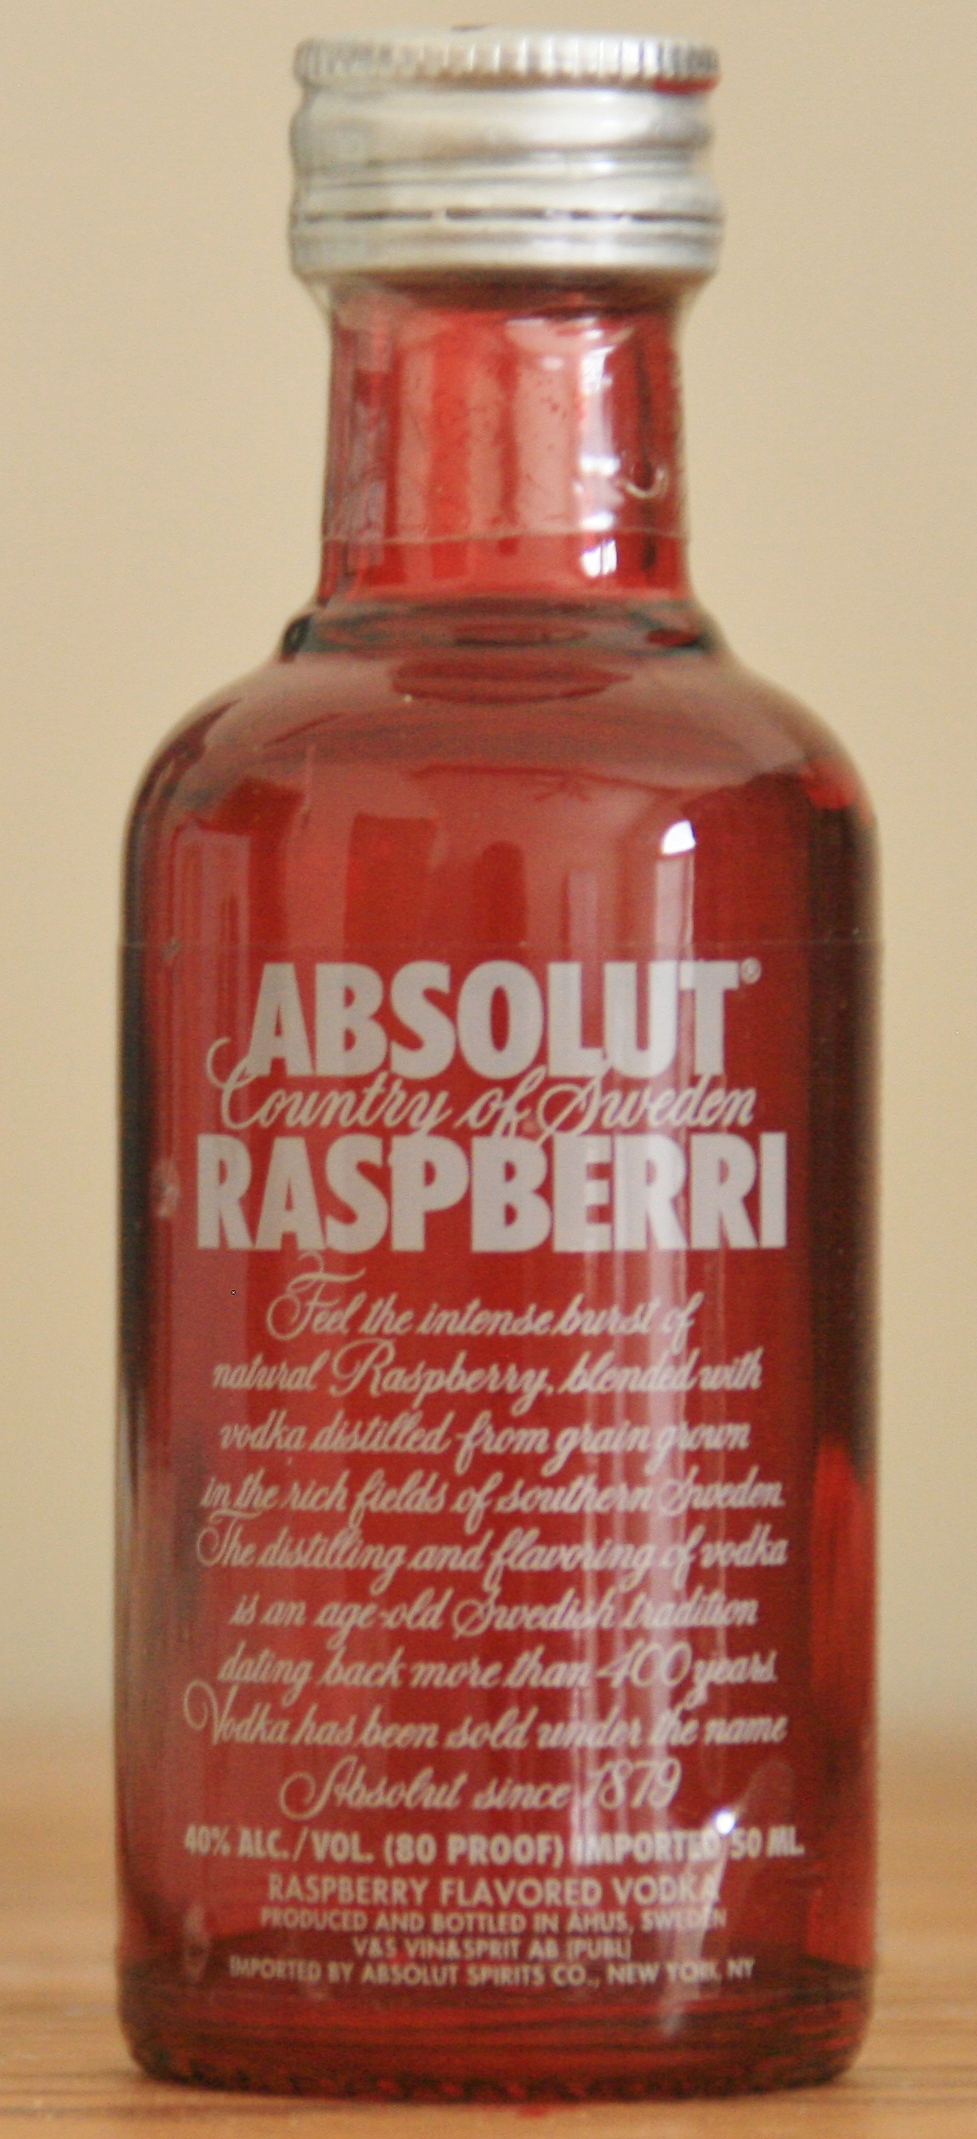 ABSOLUT®
Country of Sweden
RASPBERRI
Feel the intense burst of
natural Raspberry, blended with
vodka distilled from grain grown
in the rich fields of southern Sweden.
The distilling and flavoring of vodka
is an age-old Swedish tradition
dating back more than 400 years.
Vodka has been sold under the name
Absolut since 1879
40% ALC./VOL. (80 PROOF) IMPORTED 50 ML.
RASPBERRY FLAVORED VODKA
PRODUCED AND BOTTLED IN ÅHUS, SWEDEN
V&S VIN&SPRIT AB (PUBL)
IMPORTED BY ABSOLUT SPIRITS CO., NEW YORK, NY